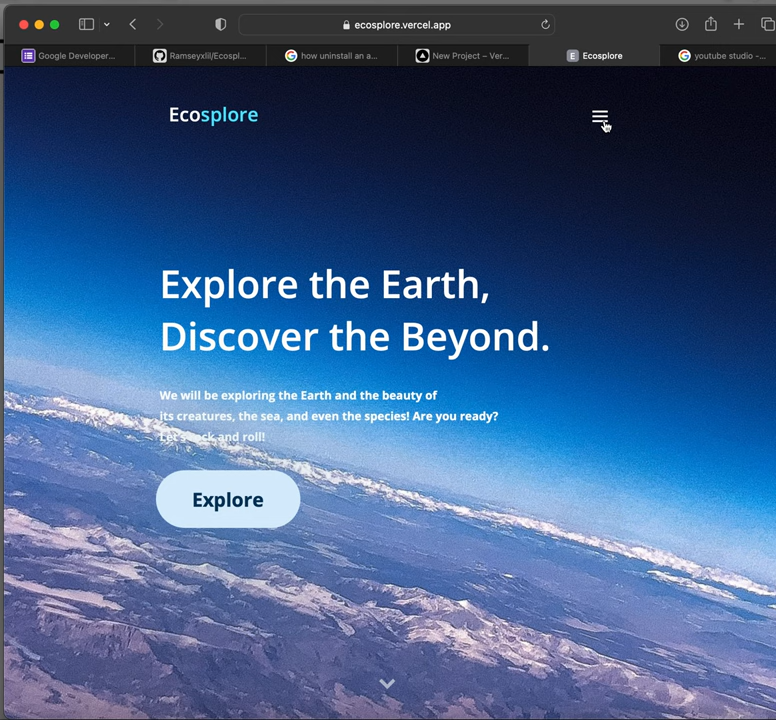 ecosplore.vercel.app
Google Developer...
Ramseyxlil/Ecospl...
how uninstall an a...
New Project – Ver...
E Ecosplore
youtube studio -...
Ecosplore
Explore the Earth,
Discover the Beyond.
We will be exploring the Earth and the beauty of
its creatures, the sea, and even the species! Are you ready?
Let's rock and roll!
Explore